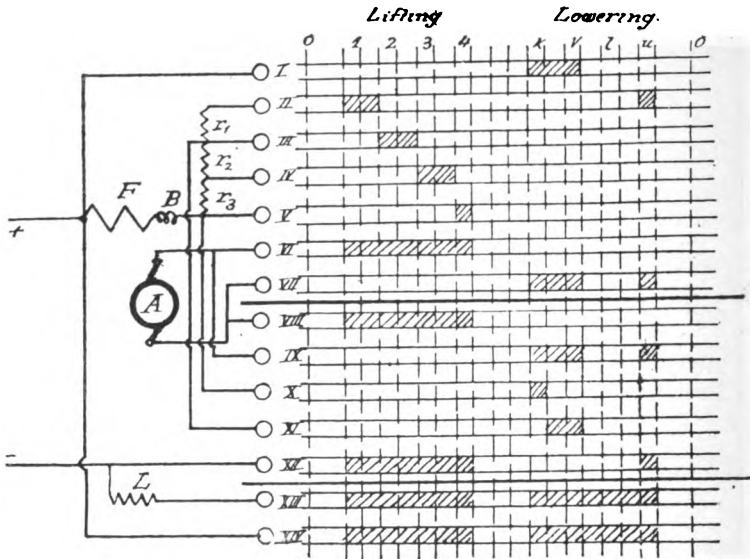 Lifting Lowering.
0 1 2 3 4 k v l u 0
I
II
r1
III
r2
IV
r3
F B V
+
VI
A
VII
VIII
IX
X
XI
-
XII
L
XIII
XIV